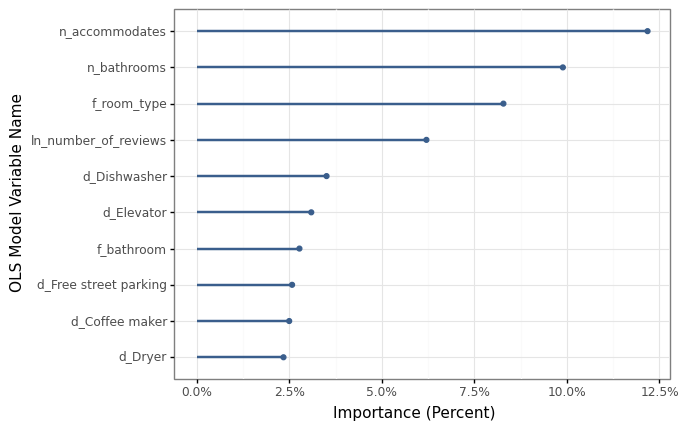 OLS Model Variable Name
n_accommodates
n_bathrooms
f_room_type
ln_number_of_reviews
d_Dishwasher
d_Elevator
f_bathroom
d_Free street parking
d_Coffee maker
d_Dryer
0.0% 2.5% 5.0% 7.5% 10.0% 12.5%
Importance (Percent)